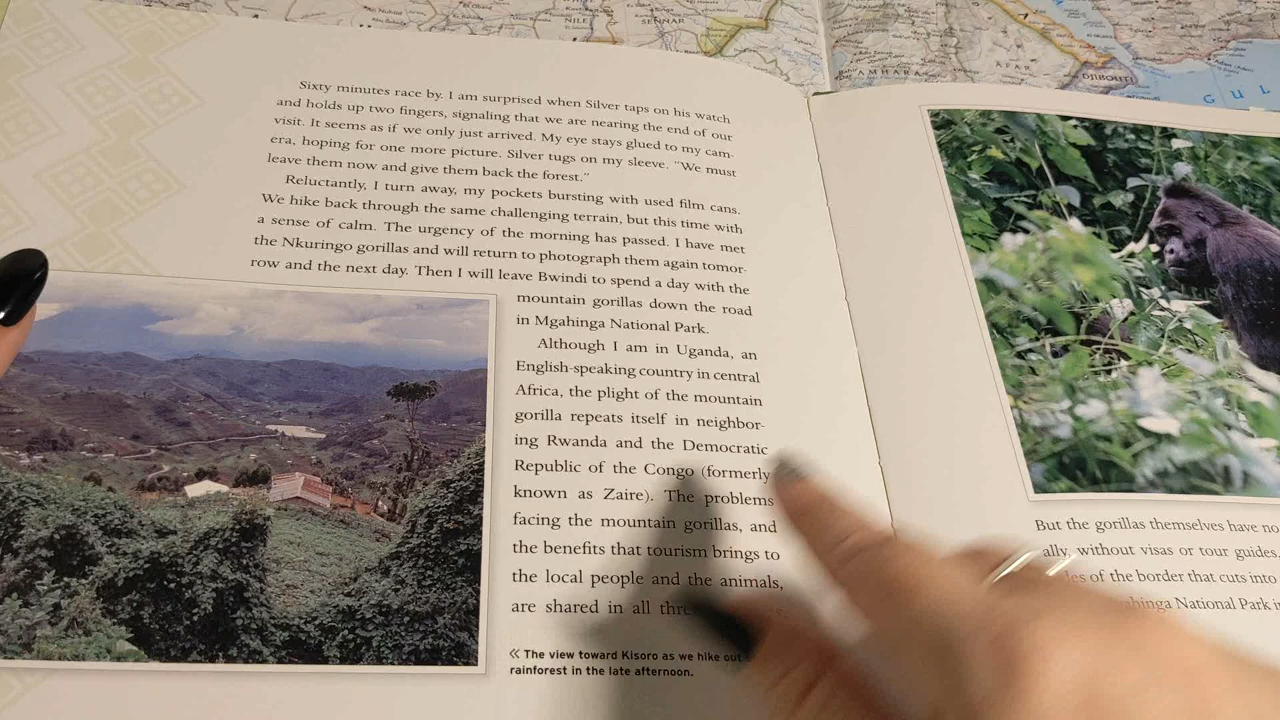 NILE
SENNAR
AMHARA
AFAR
DJIBOUTI
GUL
Sixty minutes race by. I am surprised when Silver taps on his watch
and holds up two fingers, signaling that we are nearing the end of our
visit. It seems as if we only just arrived. My eye stays glued to my cam-
era, hoping for one more picture. Silver tugs on my sleeve. "We must
leave them now and give them back the forest."
Reluctantly, I turn away, my pockets bursting with used film cans.
We hike back through the same challenging terrain, but this time with
a sense of calm. The urgency of the morning has passed. I have met
the Nkuringo gorillas and will return to photograph them again tomor-
row and the next day. Then I will leave Bwindi to spend a day with the
mountain gorillas down the road
in Mgahinga National Park.
Although I am in Uganda, an
English-speaking country in central
Africa, the plight of the mountain
gorilla repeats itself in neighbor-
ing Rwanda and the Democratic
Republic of the Congo (formerly
known as Zaire). The problems
facing the mountain gorillas, and
the benefits that tourism brings to
the local people and the animals,
are shared in all
« The view toward Kisoro as we hike out
rainforest in the late afternoon.
But the gorillas themselves have no
ally, without visas or tour guides,
of the border that cuts into
National Park